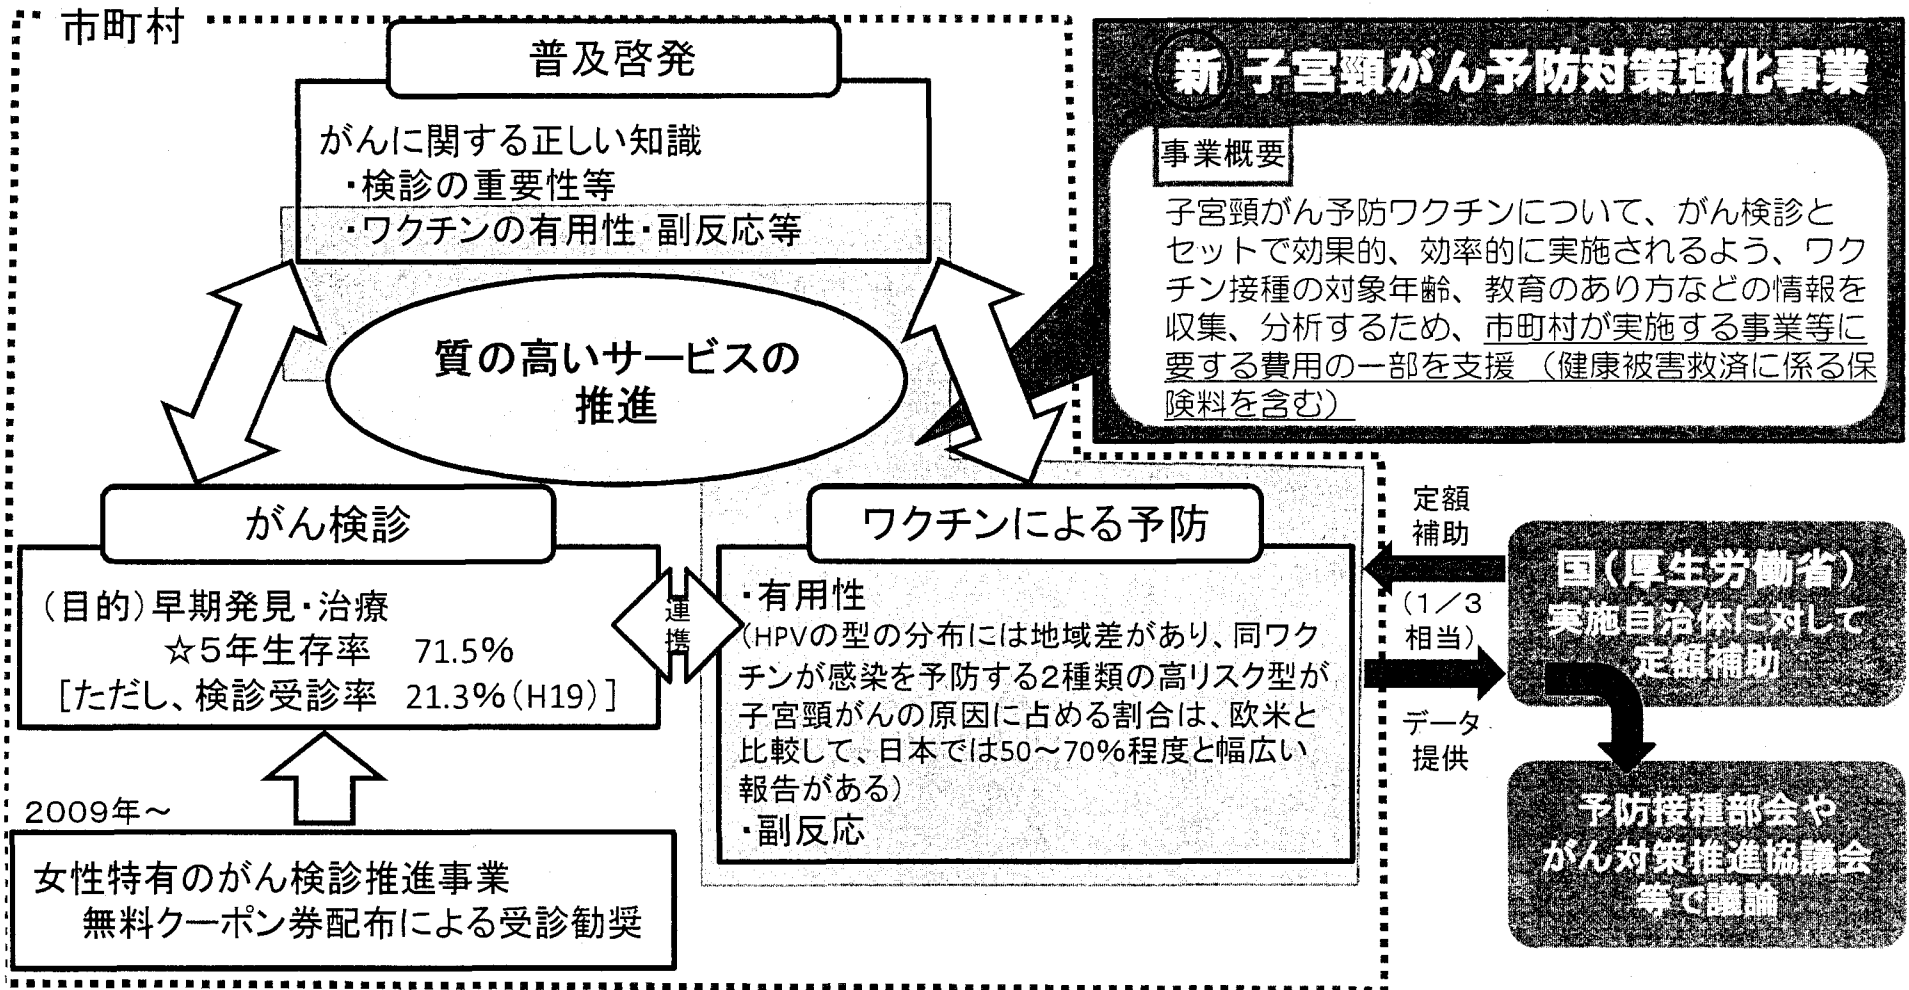 市町村
普及啓発
がんに関する正しい知識
・検診の重要性等
・ワクチンの有用性・副反応等
質の高いサービスの
推進
新 子宮頸がん予防対策強化事業
事業概要
子宮頸がん予防ワクチンについて、がん検診と
セットで効果的、効率的に実施されるよう、ワク
チン接種の対象年齢、教育のあり方などの情報を
収集、分析するため、市町村が実施する事業等に
要する費用の一部を支援 （健康被害救済に係る保
険料を含む）
がん検診
（目的）早期発見・治療
☆５年生存率 71.5%
［ただし、検診受診率 21.3%（H19）］
連
携
ワクチンによる予防
・有用性
（HPVの型の分布には地域差があり、同ワク
チンが感染を予防する２種類の高リスク型が
子宮頸がんの原因に占める割合は、欧米と
比較して、日本では50～70％程度と幅広い
報告がある）
・副反応
2009年～
女性特有のがん検診推進事業
無料クーポン券配布による受診勧奨
定額
補助
（１／３
相当）
データ
提供
国（厚生労働省）
実施自治体に対して
定額補助
予防接種部会や
がん対策推進協議会
等で議論